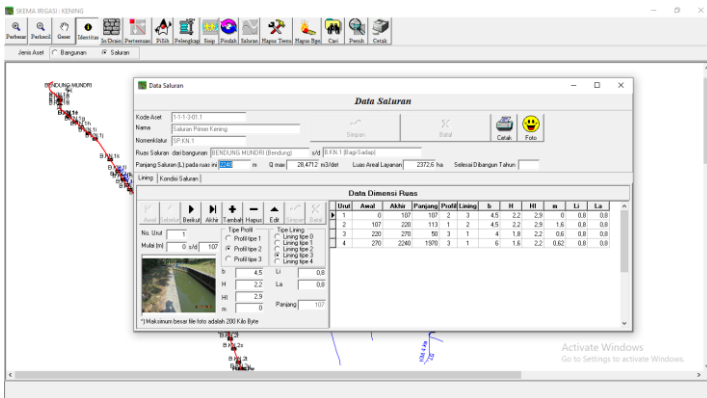 SKEMA IRIGASI : KENING
Perbesar Perkecil Geser Identitas In/Drain Pertemuan Pilih Pelengkap Sisip Pindah Saluran Hapus Teras Hapus Bgn Cari Penuh Cetak
Jenis Aset Bangunan Saluran
BENDUNG MUNDRI
Data Saluran
Data Saluran
Kode Aset 1-1-1-3-01.1
Nama Saluran Primer Kening
Nomenklatur SP.KN.1
Simpan Batal Cetak Foto
Ruas Saluran dari bangunan BENDUNG MUNDRI (Bendung) s/d B.KN.1 (Bagi-Sadap)
Panjang Saluran (L) pada ruas ini 2240 m Q max 28,4712 m3/det Luas Areal Layanan 2372,6 ha Selesai Dibangun Tahun
Lining Kondisi Saluran
Data Dimensi Ruas
Awal Sebelum Berikut Akhir Tambah Hapus Edit Simpan Batal
No. Urut 1
Mulai (m) 0 s/d 107
Tipe Profil
Profil tipe 1
Profil tipe 2
Profil tipe 3
Tipe Lining
Lining tipe 0
Lining tipe 1
Lining tipe 2
Lining tipe 3
Lining tipe 4
b 4,5 Li 0,8
H 2,2 La 0,8
HI 2,9
m 0 Panjang 107
*) Maksimum besar file foto adalah 200 Kilo Byte
Urut Awal Akhir Panjang Profil Lining b H HI m Li La
1 0 107 107 2 3 4,5 2,2 2,9 0 0,8 0,8
2 107 220 113 1 2 4,5 2,2 2,9 1,6 0,8 0,8
3 220 270 50 3 1 4 1,8 2,2 0,6 0,8 0,8
4 270 2240 1970 3 1 6 1,6 2,2 0,62 0,8 0,8
Activate Windows
Go to Settings to activate Windows.